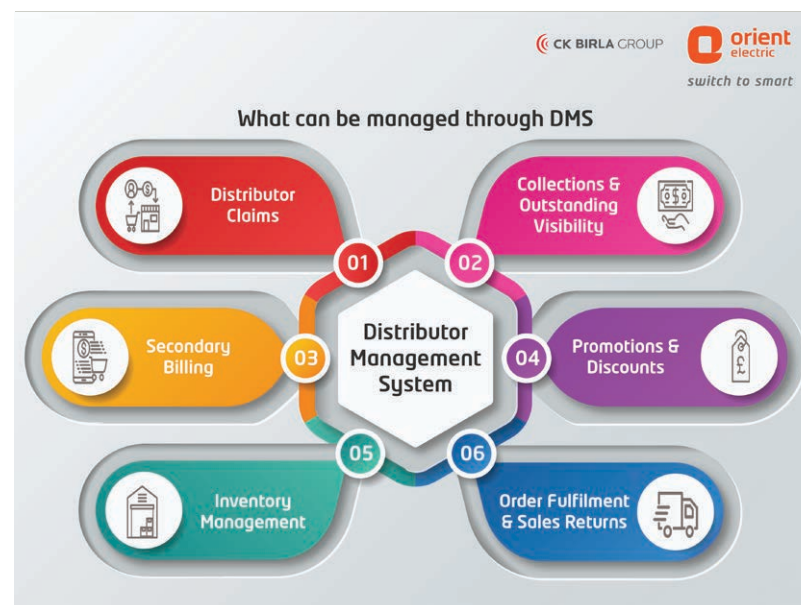 CK BIRLA GROUP
orient
electric
switch to smart
What can be managed through DMS
Distributor
Claims
01
Collections &
Outstanding
Visibility
02
Secondary
Billing
03
Distributor
Management
System
Promotions &
Discounts
04
Inventory
Management
05
Order Fulfilment
& Sales Returns
06